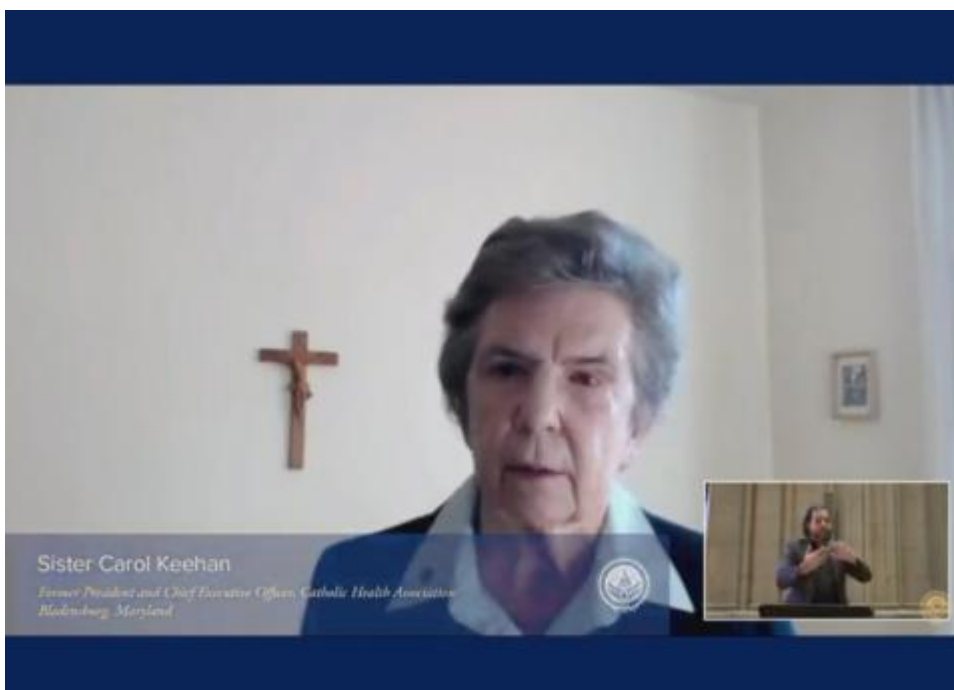 Sister Carol Keehan
Former President and Chief Executive Officer, Catholic Health Association
Bladensburg, Maryland